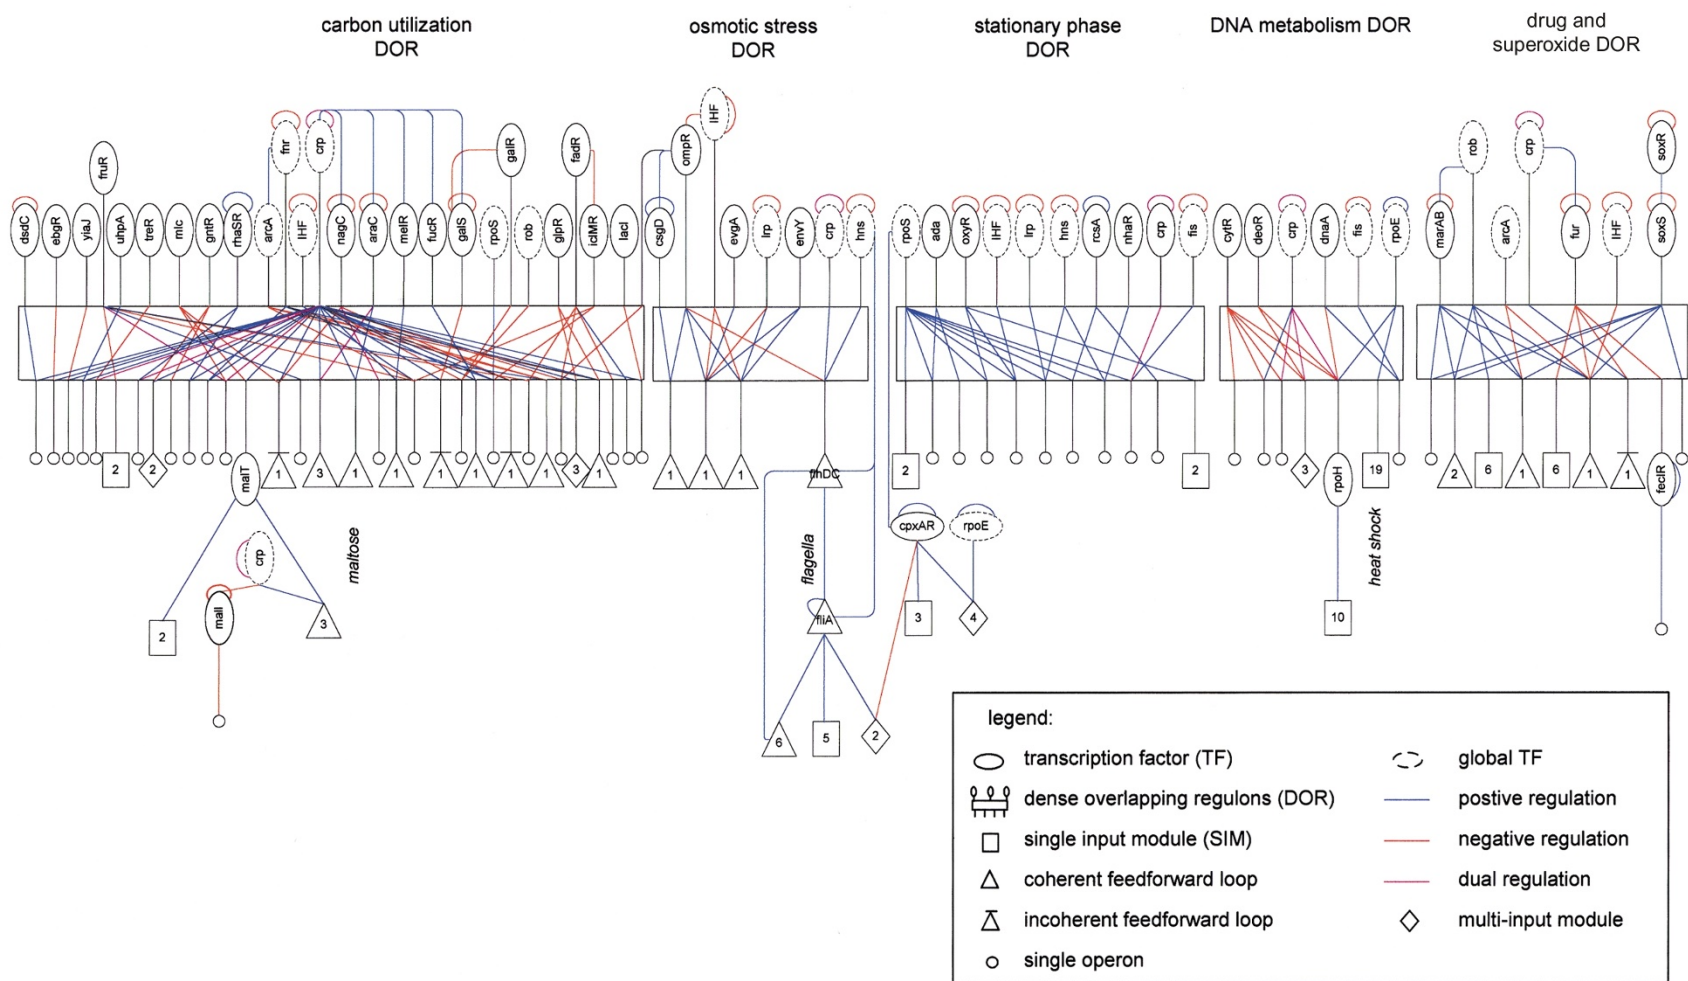 carbon utilization
DOR
osmotic stress
DOR
stationary phase
DOR
DNA metabolism DOR
drug and
superoxide DOR
fruR
fnr
crp
galR
fadR
ompR
IHF
rob
crp
soxR
dsdC
ebgR
yiaJ
uhpA
treR
mlc
gntR
rhaSR
arcA
IHF
nagC
araC
melR
fucR
galS
rpoS
rob
glpR
iclMR
lacI
csgD
evgA
lrp
envY
crp
hns
rpoS
ada
oxyR
IHF
lrp
hns
rcsA
nhaR
crp
fis
cytR
deoR
crp
dnaA
fis
rpoE
marAB
arcA
fur
IHF
soxS
2
2
malT
1
3
1
1
1
1
1
1
3
1
1
1
1
flhDC
2
2
3
rpoH
19
2
6
1
6
1
1
fecIR
crp
maltose
flagella
cpxAR
rpoE
heat shock
2
malI
3
fliA
3
4
10
6
5
2
legend:
transcription factor (TF)
global TF
dense overlapping regulons (DOR)
postive regulation
single input module (SIM)
negative regulation
coherent feedforward loop
dual regulation
incoherent feedforward loop
multi-input module
single operon